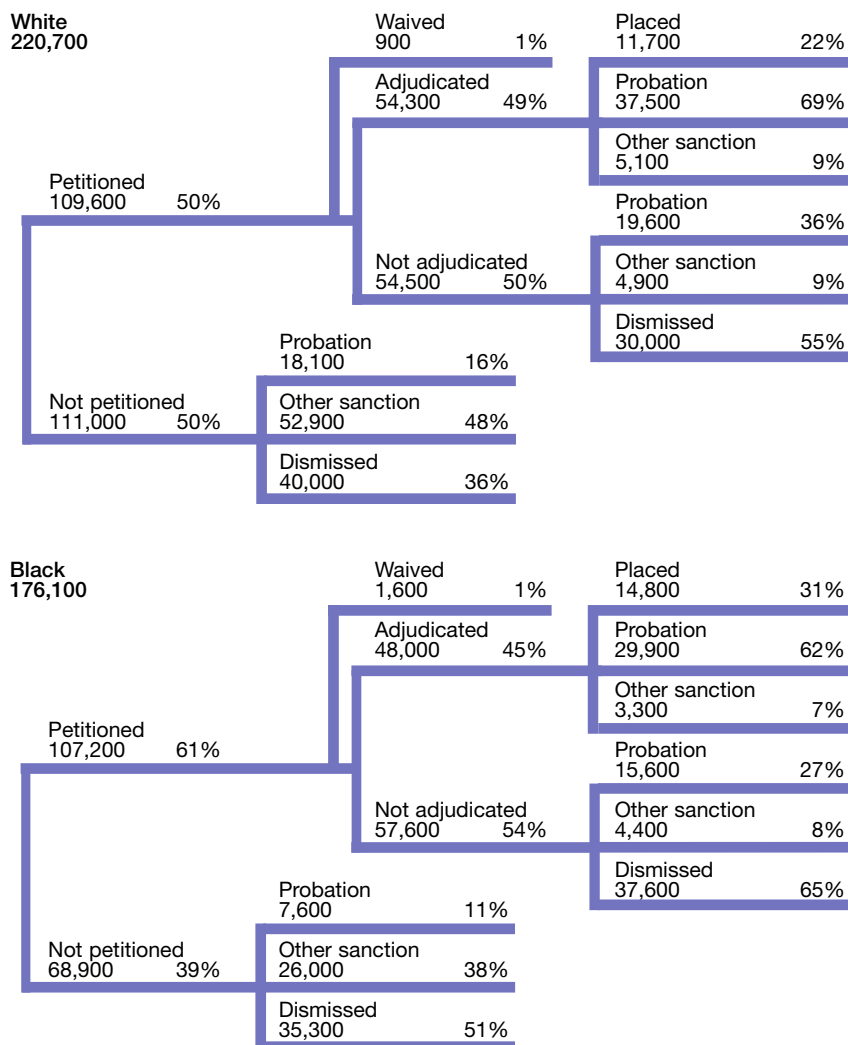 White
220,700
Waived
900 1%
Placed
11,700 22%
Adjudicated
54,300 49%
Probation
37,500 69%
Other sanction
5,100 9%
Petitioned
109,600 50%
Probation
19,600 36%
Not adjudicated
54,500 50%
Other sanction
4,900 9%
Dismissed
30,000 55%
Probation
18,100 16%
Not petitioned
111,000 50%
Other sanction
52,900 48%
Dismissed
40,000 36%
Black
176,100
Waived
1,600 1%
Placed
14,800 31%
Adjudicated
48,000 45%
Probation
29,900 62%
Other sanction
3,300 7%
Petitioned
107,200 61%
Probation
15,600 27%
Not adjudicated
57,600 54%
Other sanction
4,400 8%
Dismissed
37,600 65%
Probation
7,600 11%
Not petitioned
68,900 39%
Other sanction
26,000 38%
Dismissed
35,300 51%